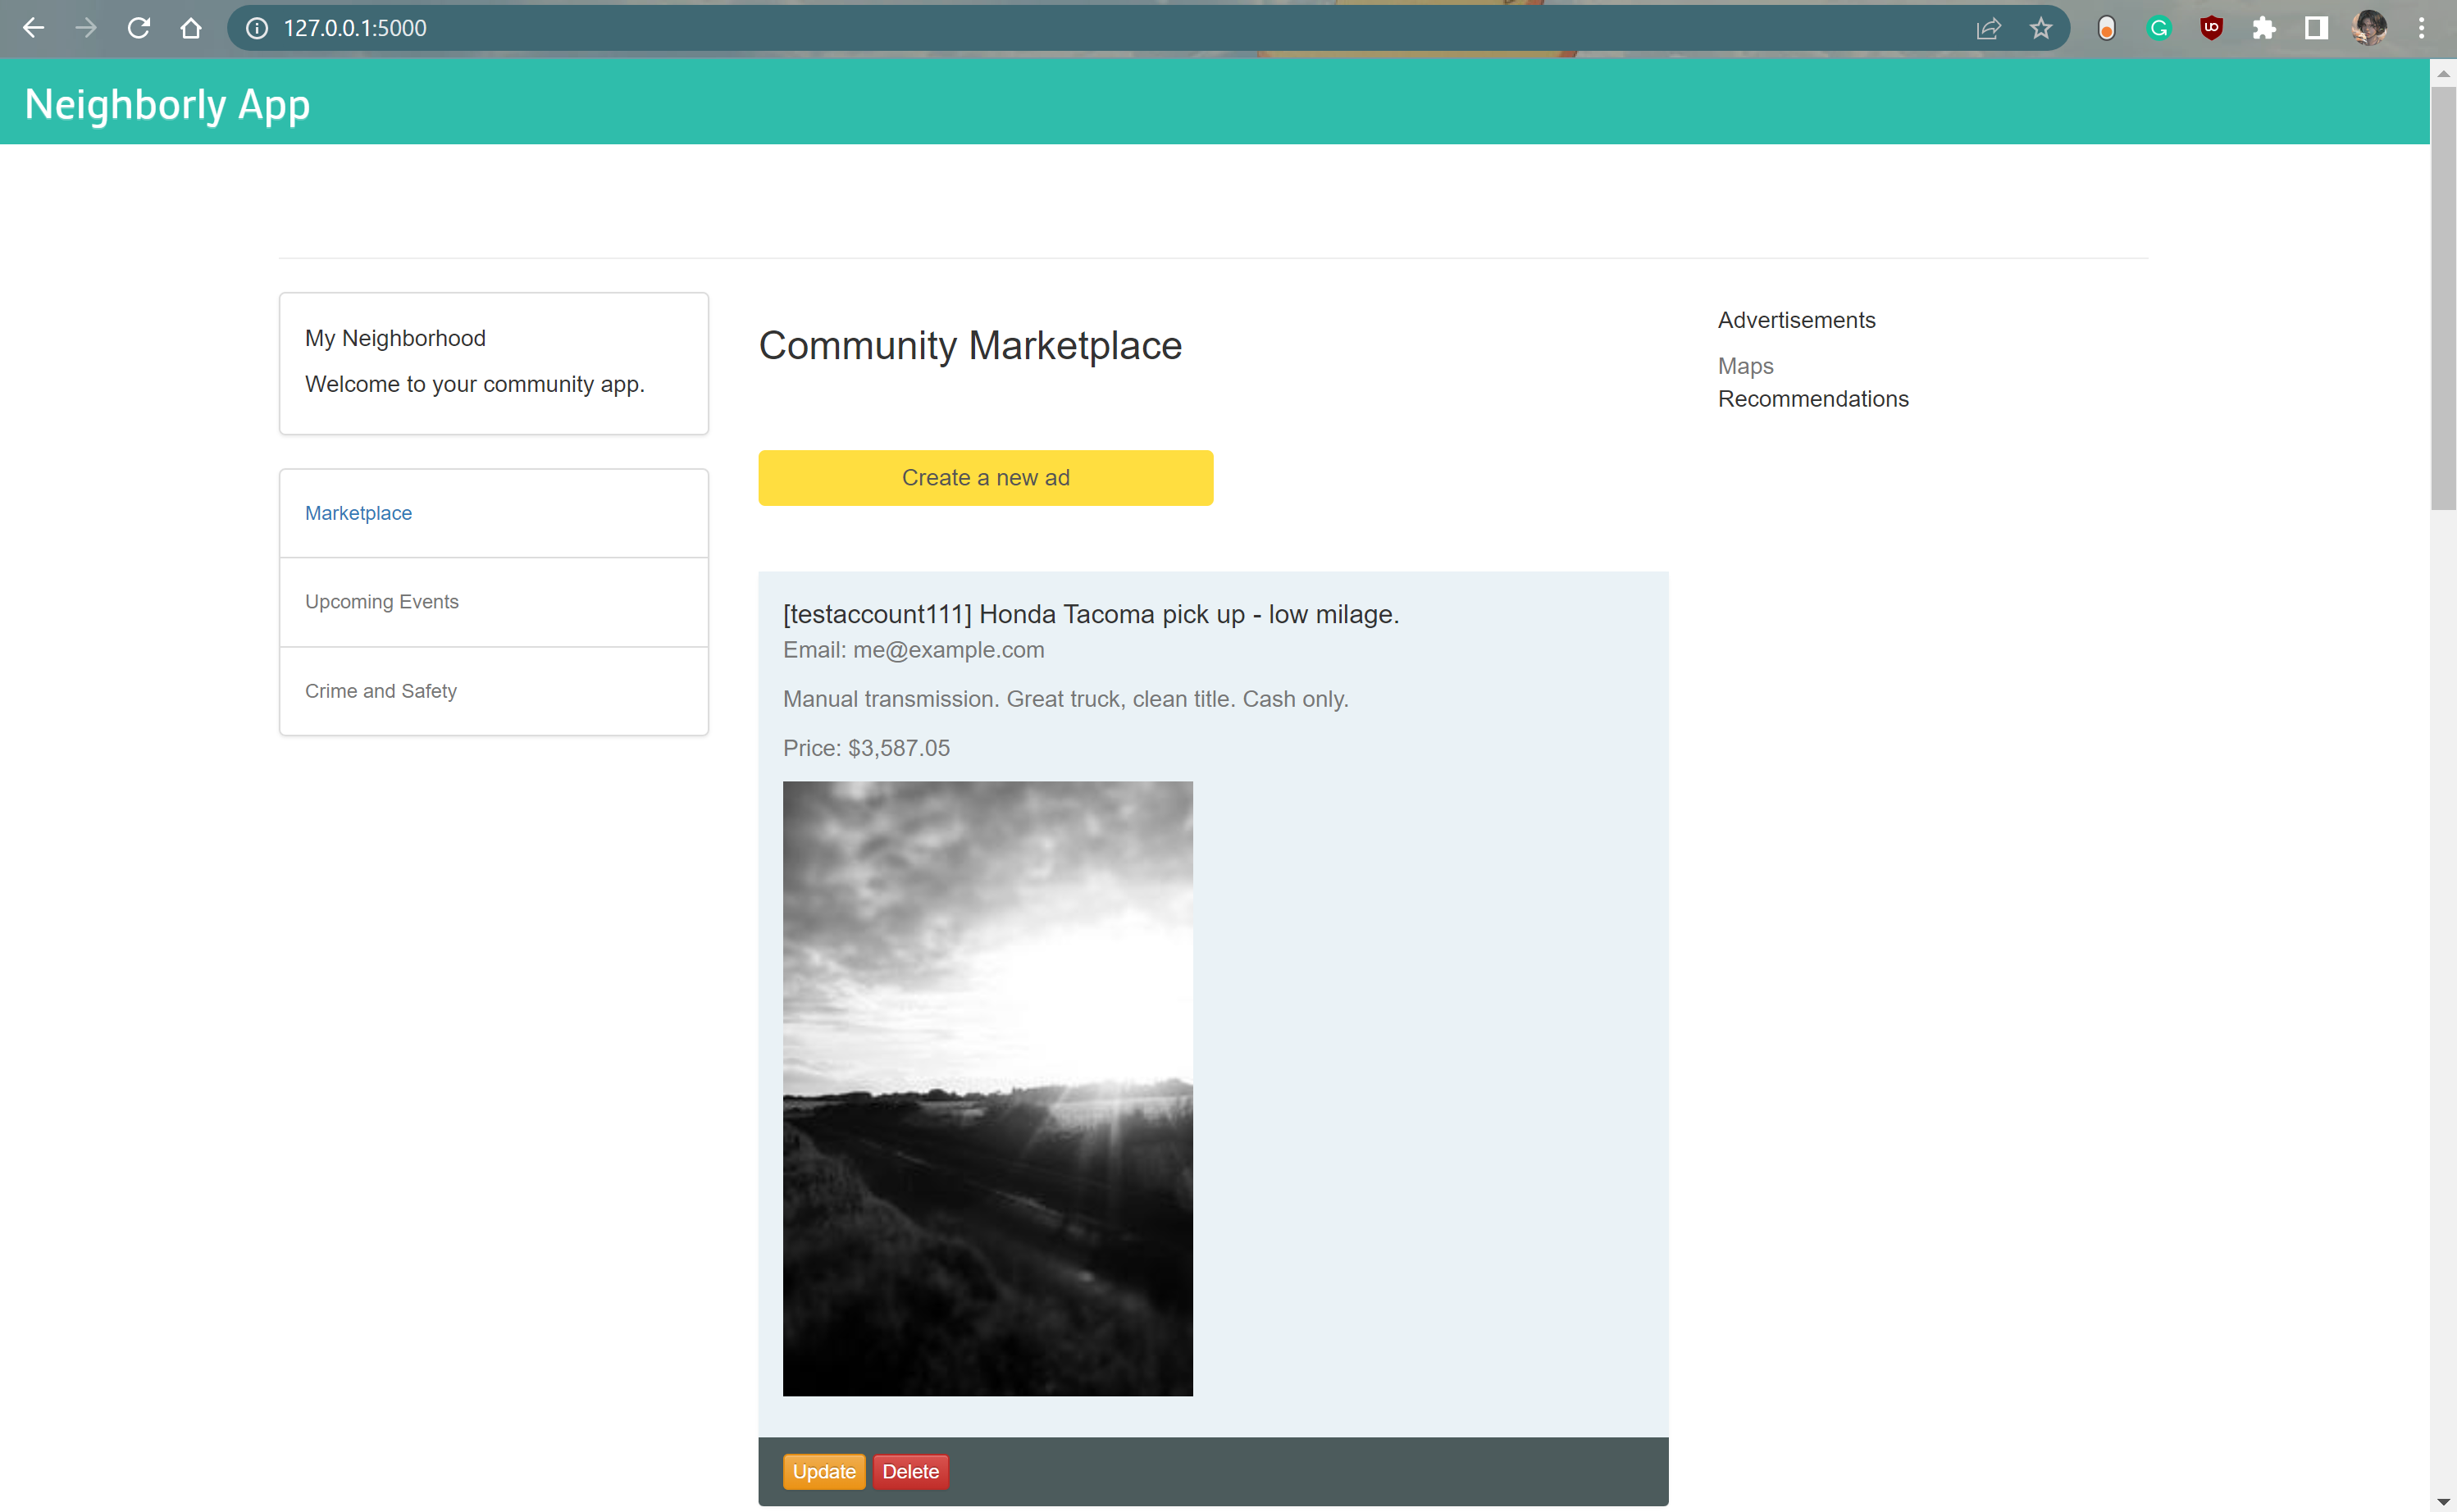 127.0.0.1:5000
Neighborly App
My Neighborhood
Welcome to your community app.
Marketplace
Upcoming Events
Crime and Safety
Community Marketplace
Create a new ad
[testaccount111] Honda Tacoma pick up - low milage.
Email: me@example.com
Manual transmission. Great truck, clean title. Cash only.
Price: $3,587.05
Update Delete
Advertisements
Maps
Recommendations